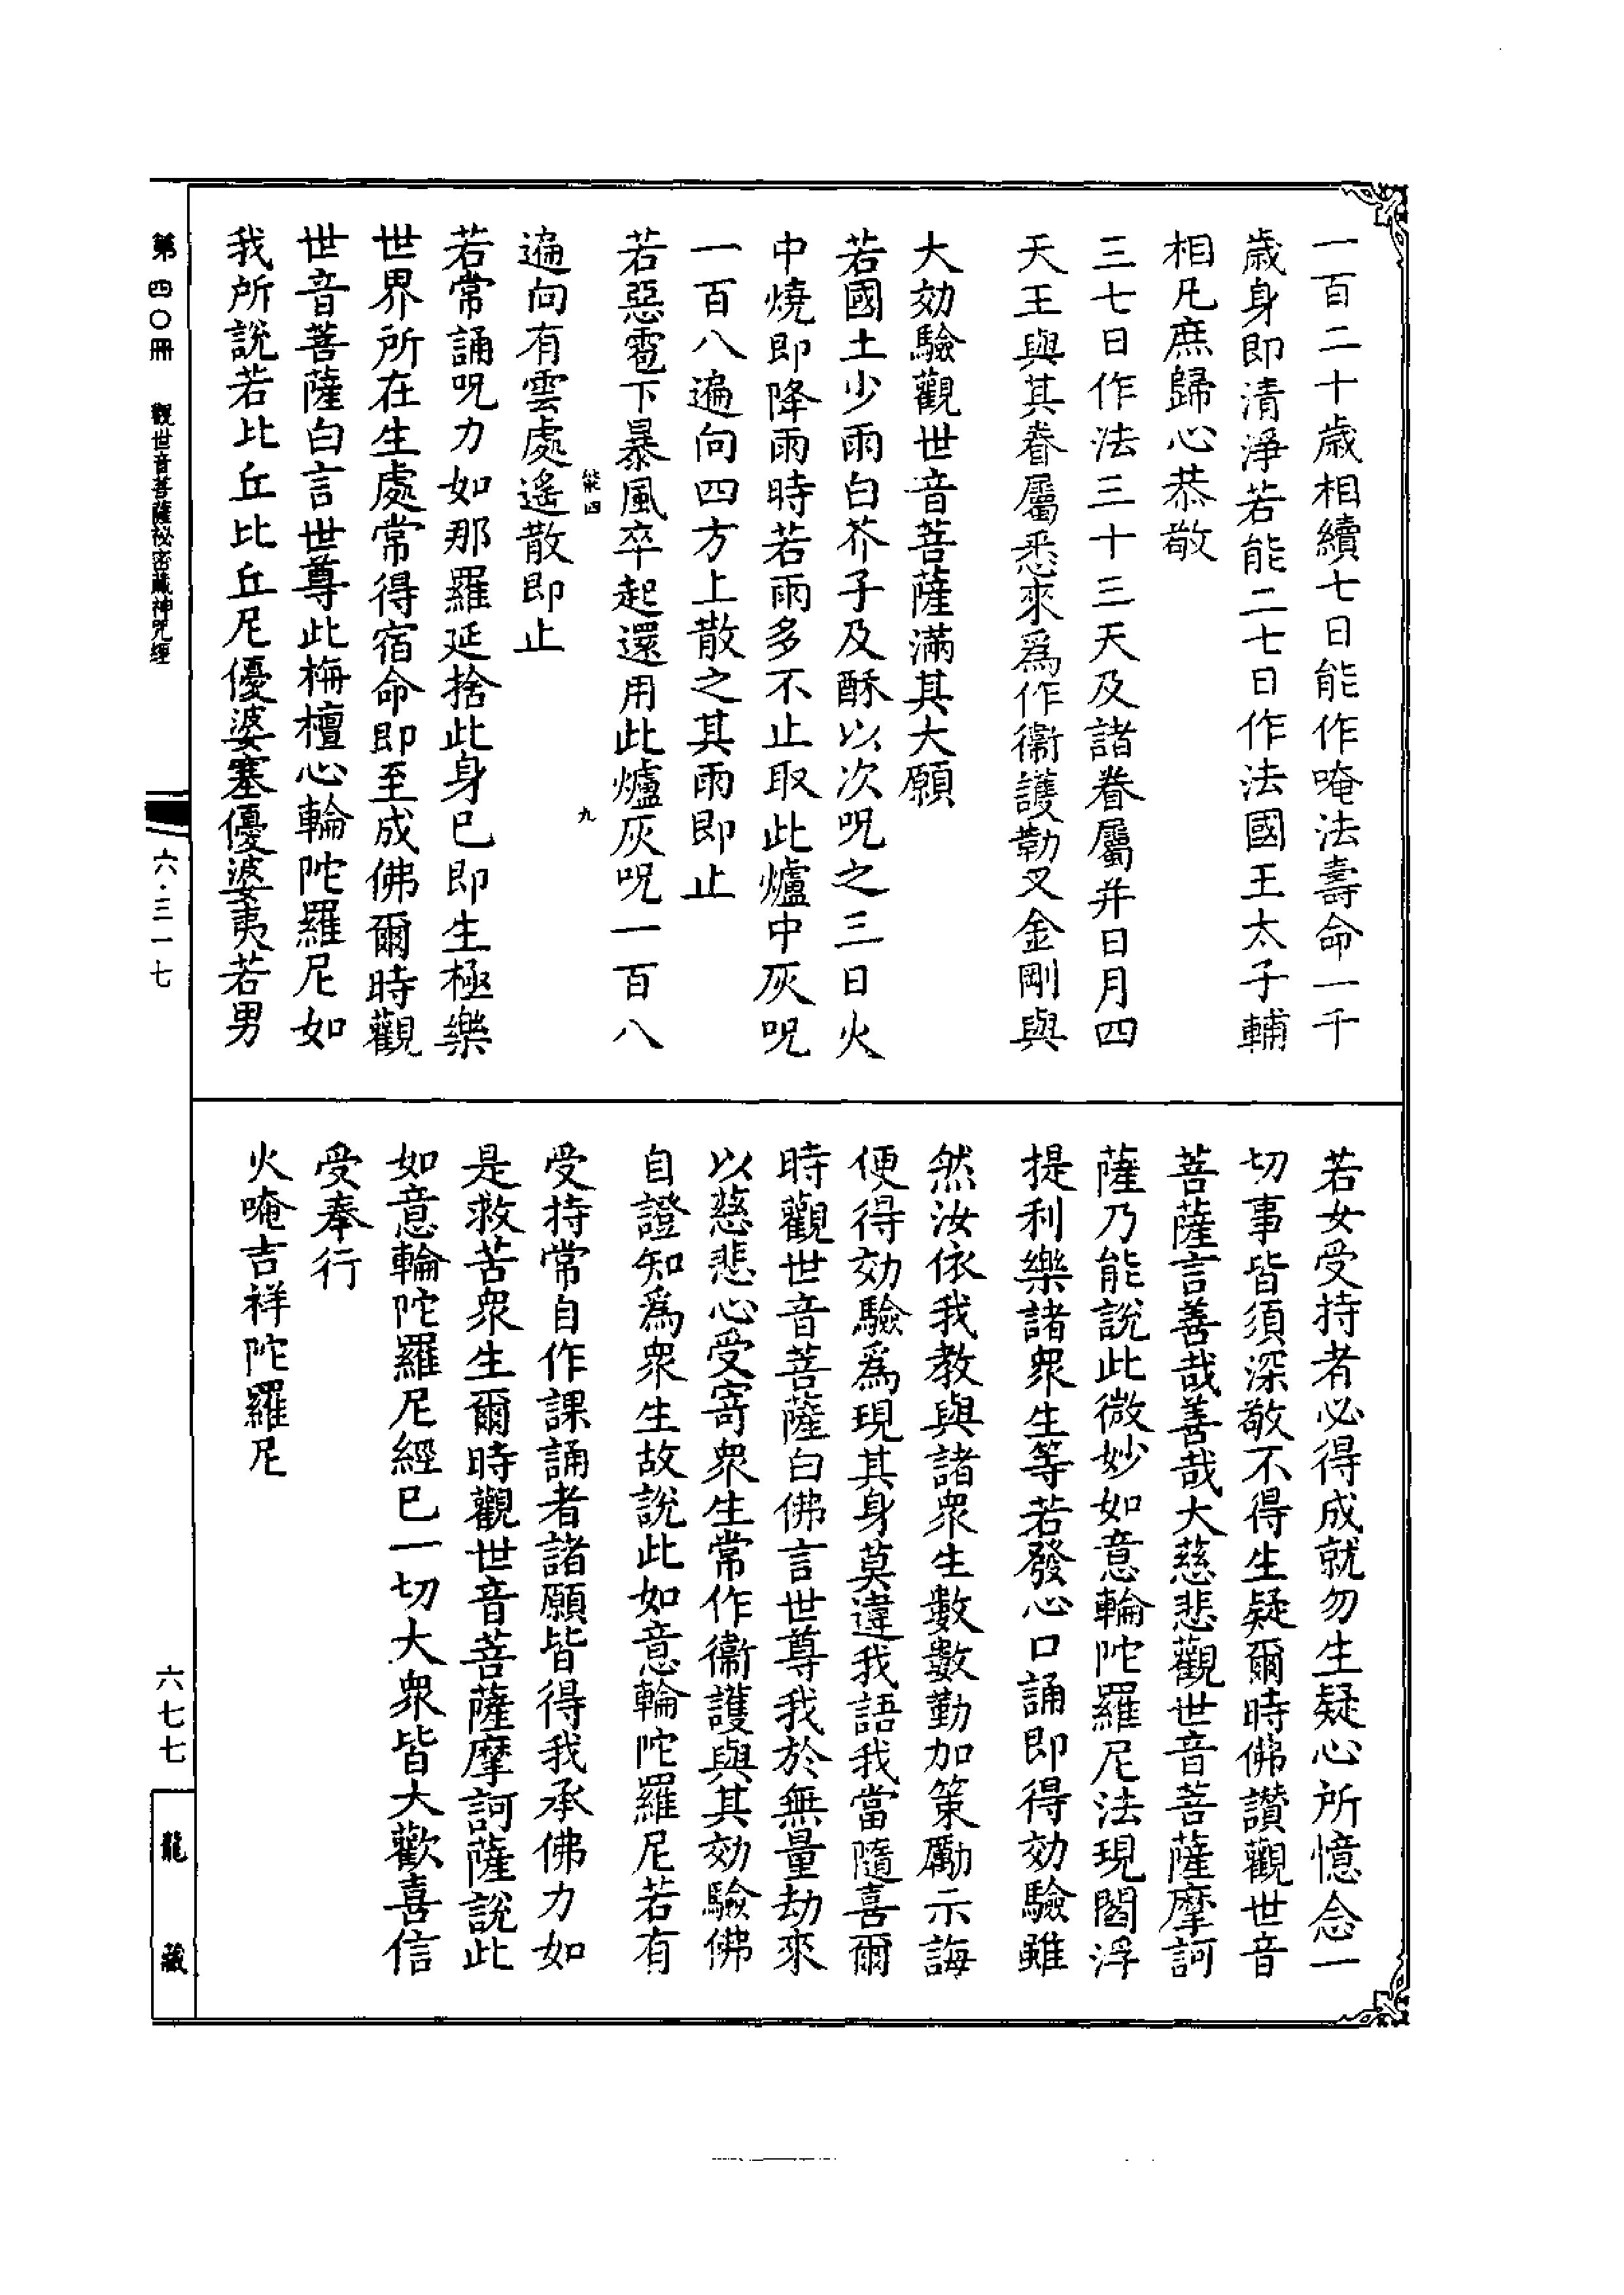 一百二十歲相續七日能作唵法壽命一千
歲身即清淨若能二七日作法國王太子輔
相凡庶歸心恭敬
三七日作法三十三天及諸眷屬并日月四
天王與其眷屬悉來爲作衛護勒叉金剛與
大効驗觀世音菩薩滿其大願
若國土少雨白芥子及酥以次呪之三日火
中燒即降雨時若雨多不止取此爐中灰呪
一百八遍向四方上散之其雨即止
若惡雹下暴風卒起還用此爐灰呪一百八
遍向有雲處遙散即止
若常誦呪力如那羅延捨此身已即生極樂
世界所在生處常得宿命即至成佛爾時觀
世音菩薩白言世尊此栴檀心輪陀羅尼如
我所說若比丘比丘尼優婆塞優婆夷若男
若女受持者必得成就勿生疑心所憶念一
切事皆須深敬不得生疑爾時佛讚觀世音
菩薩言善哉善哉大慈悲觀世音菩薩摩訶
薩乃能說此微妙如意輪陀羅尼法現閻浮
提利樂諸衆生等若發心口誦即得効驗雖
然汝依我教與諸衆生數數勤加策勵示誨
便得効驗爲現其身莫違我語我當隨喜爾
時觀世音菩薩白佛言世尊我於無量劫來
以慈悲心受寄衆生常作衛護與其効驗佛
自證知爲衆生故說此如意輪陀羅尼若有
受持常自作課誦者諸願皆得我承佛力如
是救苦衆生爾時觀世音菩薩摩訶薩說此
如意輪陀羅尼經已一切大衆皆大歡喜信
受奉行
火唵吉祥陀羅尼
第四〇冊 觀世音菩薩祕密藏神咒經
六·三一七
六七七
龍藏
四
九